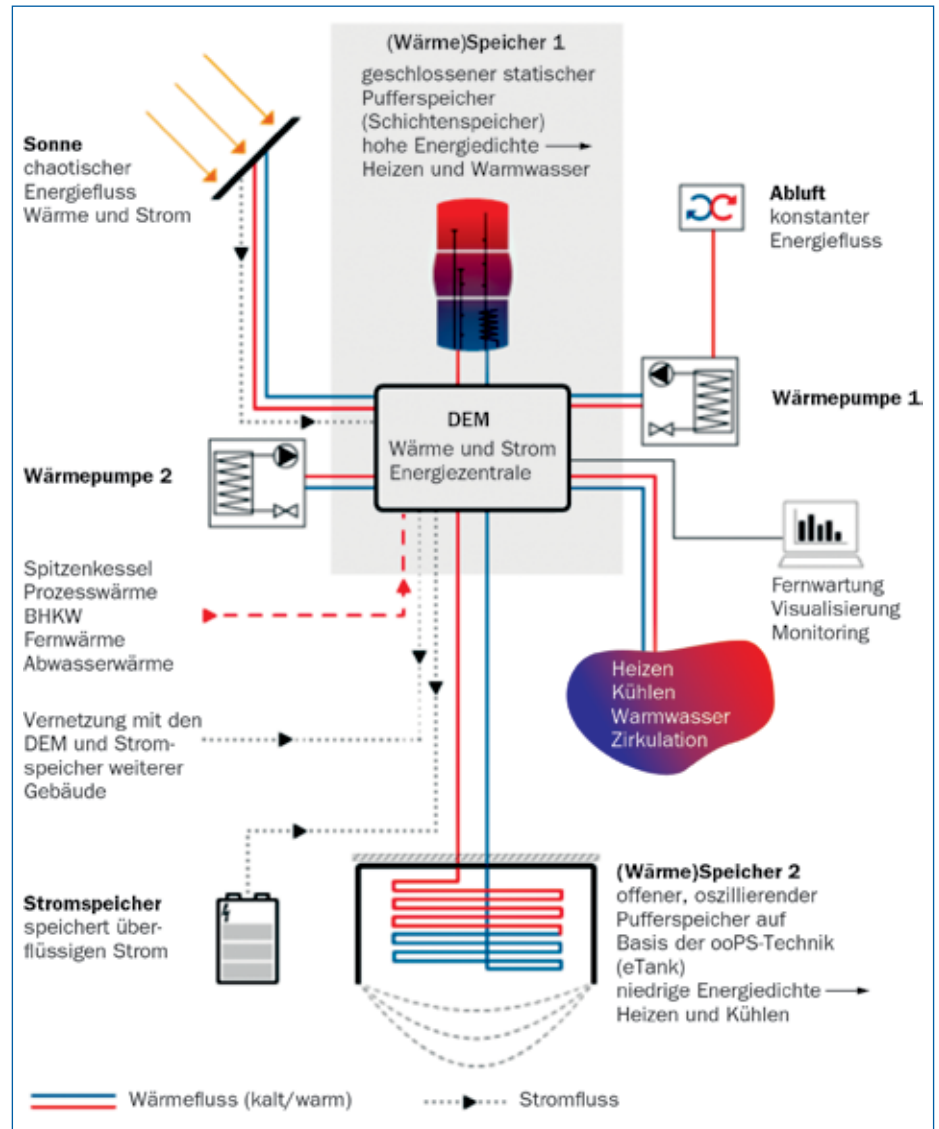 (Wärme)Speicher 1
geschlossener statischer
Pufferspeicher
(Schichtenspeicher)
hohe Energiedichte
Heizen und Warmwasser
Sonne
chaotischer
Energiefluss
Wärme und Strom
Abluft
konstanter
Energiefluss
Wärmepumpe 1
DEM
Wärme und Strom
Energiezentrale
Wärmepumpe 2
Spitzenkessel
Prozesswärme
BHKW
Fernwärme
Abwasserwärme
Fernwartung
Visualisierung
Monitoring
Heizen
Kühlen
Warmwasser
Zirkulation
Vernetzung mit den
DEM und Strom-
speicher weiterer
Gebäude
Stromspeicher
speichert über-
flüssigen Strom
(Wärme)Speicher 2
offener, oszillierender
Pufferspeicher auf
Basis der ooPS-Technik
(eTank)
niedrige Energiedichte
Heizen und Kühlen
Wärmefluss (kalt/warm)
Stromfluss